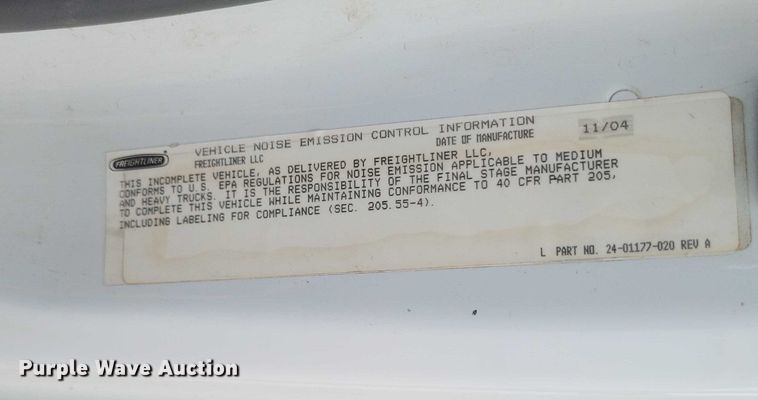 FREIGHTLINER
VEHICLE NOISE EMISSION CONTROL INFORMATION
FREIGHTLINER LLC DATE OF MANUFACTURE 11/04
THIS INCOMPLETE VEHICLE, AS DELIVERED BY FREIGHTLINER LLC,
CONFORMS TO U.S. EPA REGULATIONS FOR NOISE EMISSION APPLICABLE TO MEDIUM
AND HEAVY TRUCKS. IT IS THE RESPONSIBILITY OF THE FINAL STAGE MANUFACTURER
TO COMPLETE THIS VEHICLE WHILE MAINTAINING CONFORMANCE TO 40 CFR PART 205,
INCLUDING LABELING FOR COMPLIANCE (SEC. 205.55-4).
L PART NO. 24-01177-020 REV A
Purple Wave Auction